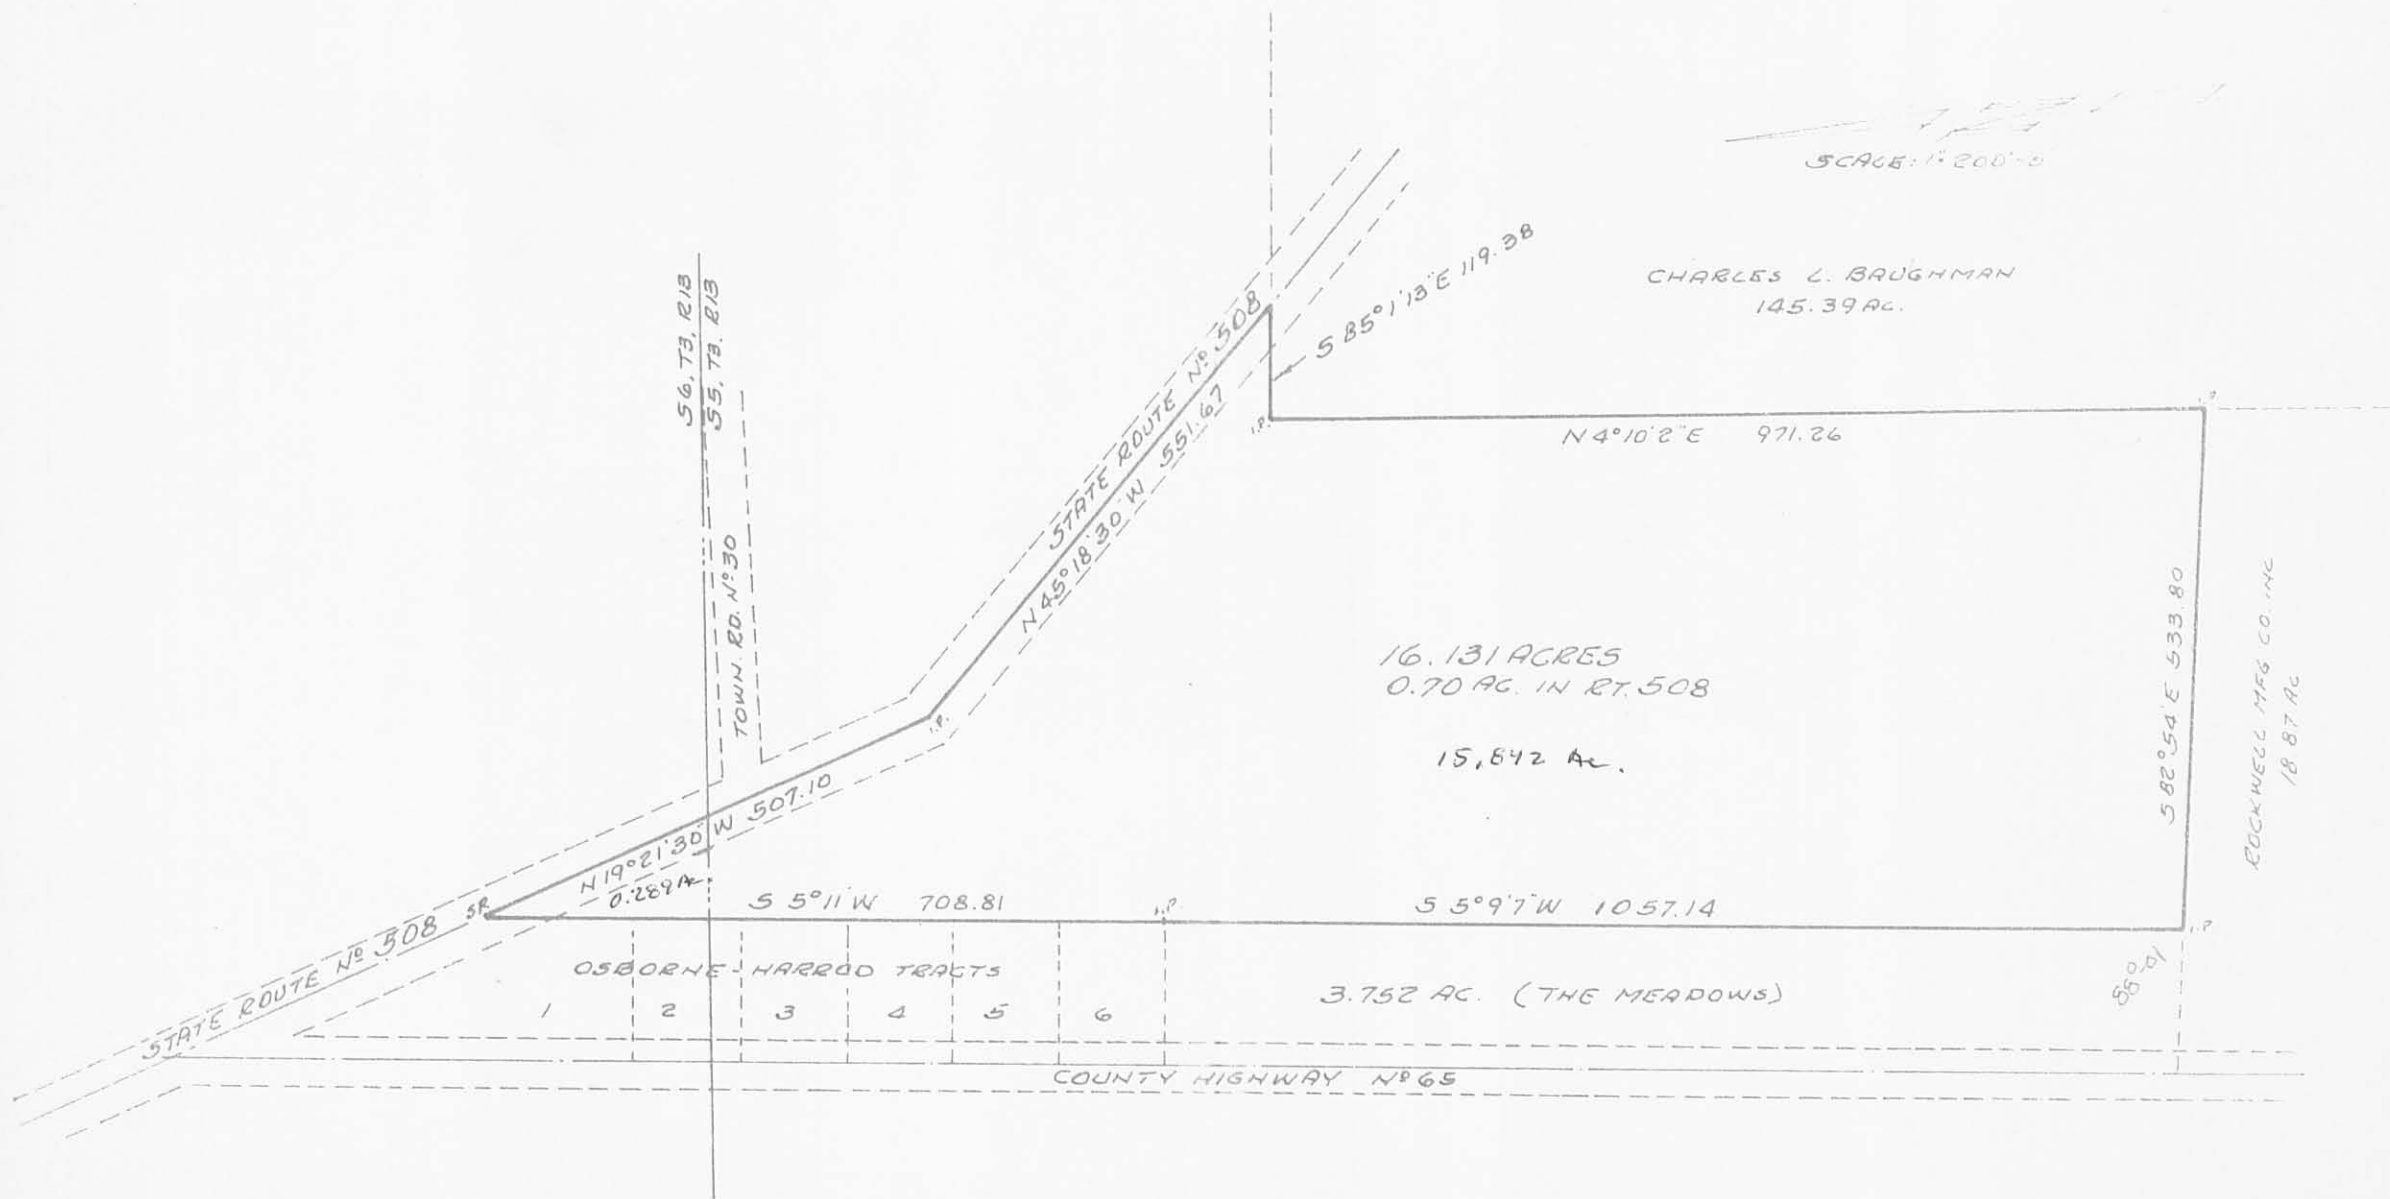 SCALE: 1"=200'-0
CHARLES L. BAUGHMAN
145.39 AC.
S 85°1'13"E 119.38
S6, T3, R13
S5, T3, R13
TOWN. RD. Nº 30
STATE ROUTE Nº 508
N 45°18'30"W 551.67
I.P.
I.P.
N 4°10'2"E 971.26
16.131 ACRES
0.70 AC. IN RT. 508
15.842 Ac.
S 82°54'E 533.80
ROCKWELL MFG CO. INC
18.87 AC
I.P.
N 19°21'30"W 507.10
0.289 Ac
SP.
S 5°11'W 708.81
I.P.
S 5°9'7"W 1057.14
I.P.
STATE ROUTE Nº 508
OSBORNE-HARROD TRACTS
1 2 3 4 5 6
3.752 AC. (THE MEADOWS)
88°-01'
COUNTY HIGHWAY Nº 65